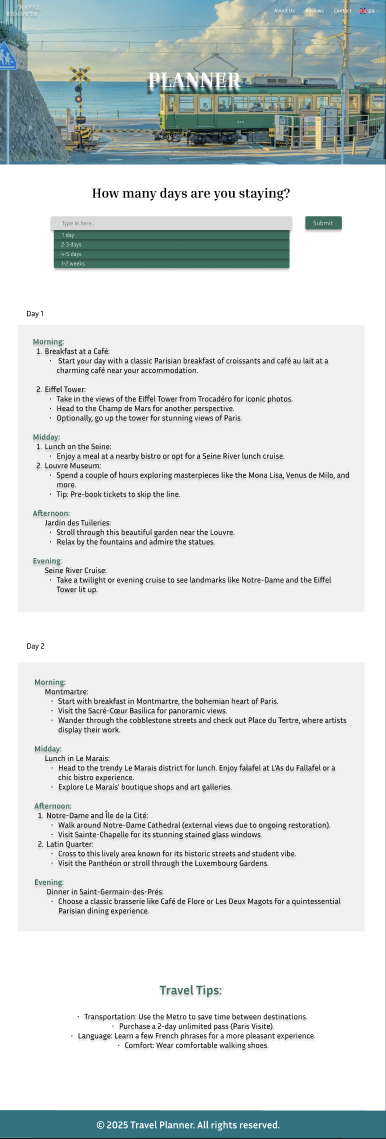 TRAVEL
About Us
Reviews
Contact
EN
PLANNER
How many days are you staying?
Type in here...
Submit
1 day
2-3 days
4-5 days
1-2 weeks
Day 1
Morning:
1. Breakfast at a Café:
· Start your day with a classic Parisian breakfast of croissants and café au lait at a
charming café near your accommodation.
2. Eiffel Tower:
· Take in the views of the Eiffel Tower from Trocadéro for iconic photos.
· Head to the Champ de Mars for another perspective.
· Optionally, go up the tower for stunning views of Paris.
Midday:
1. Lunch on the Seine:
· Enjoy a meal at a nearby bistro or opt for a Seine River lunch cruise.
2. Louvre Museum:
· Spend a couple of hours exploring masterpieces like the Mona Lisa, Venus de Milo, and
more.
· Tip: Pre-book tickets to skip the line.
Afternoon:
Jardin des Tuileries:
· Stroll through this beautiful garden near the Louvre.
· Relax by the fountains and admire the statues.
Evening:
Seine River Cruise:
· Take a twilight or evening cruise to see landmarks like Notre-Dame and the Eiffel
Tower lit up.
Day 2
Morning:
Montmartre:
· Start with breakfast in Montmartre, the bohemian heart of Paris.
· Visit the Sacré-Cœur Basilica for panoramic views.
· Wander through the cobblestone streets and check out Place du Tertre, where artists
display their work.
Midday:
Lunch in Le Marais:
· Head to the trendy Le Marais district for lunch. Enjoy falafel at L'As du Fallafel or a
chic bistro experience.
· Explore Le Marais' boutique shops and art galleries.
Afternoon:
1. Notre-Dame and Île de la Cité:
· Walk around Notre-Dame Cathedral (external views due to ongoing restoration).
· Visit Sainte-Chapelle for its stunning stained glass windows.
2. Latin Quarter:
· Cross to this lively area known for its historic streets and student vibe.
· Visit the Panthéon or stroll through the Luxembourg Gardens.
Evening:
Dinner in Saint-Germain-des-Prés:
· Choose a classic brasserie like Café de Flore or Les Deux Magots for a quintessential
Parisian dining experience.
Travel Tips:
· Transportation: Use the Metro to save time between destinations.
· Purchase a 2-day unlimited pass (Paris Visite).
· Language: Learn a few French phrases for a more pleasant experience.
· Comfort: Wear comfortable walking shoes.
© 2025 Travel Planner. All rights reserved.